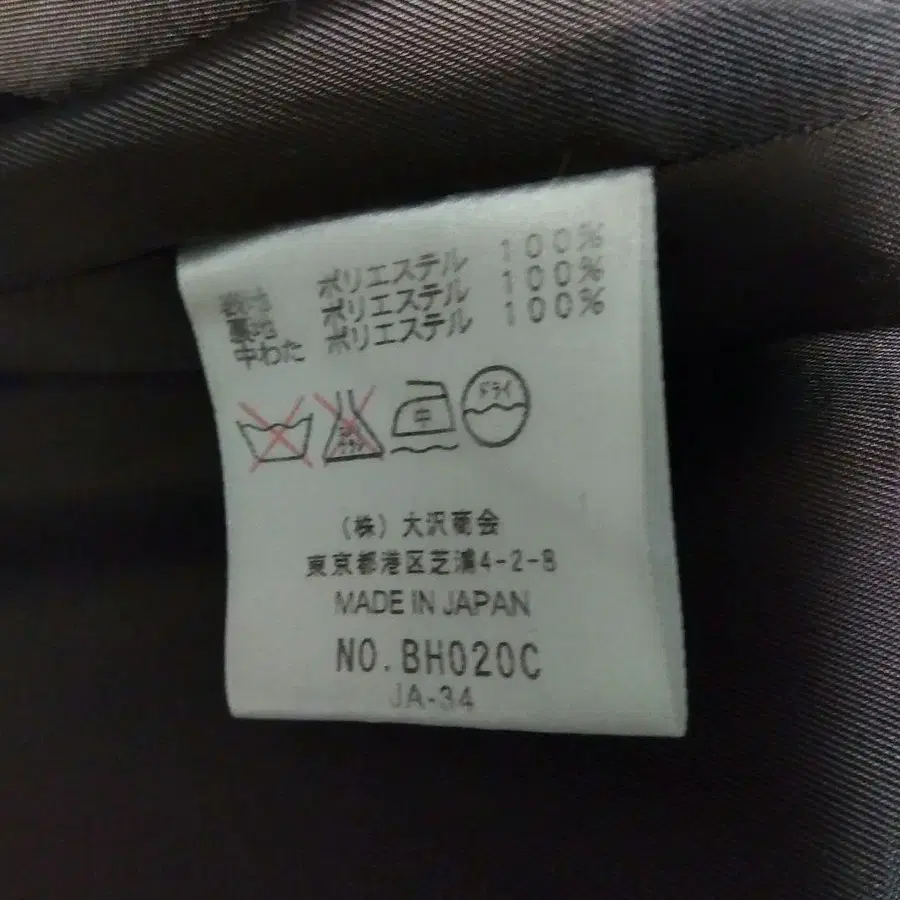 表地 ポリエステル 100%
裏地 ポリエステル 100%
中わた ポリエステル 100%
中 ドライ
(株) 大沢商会
東京都港区芝浦4-2-8
MADE IN JAPAN
NO. BH020C
JA-34